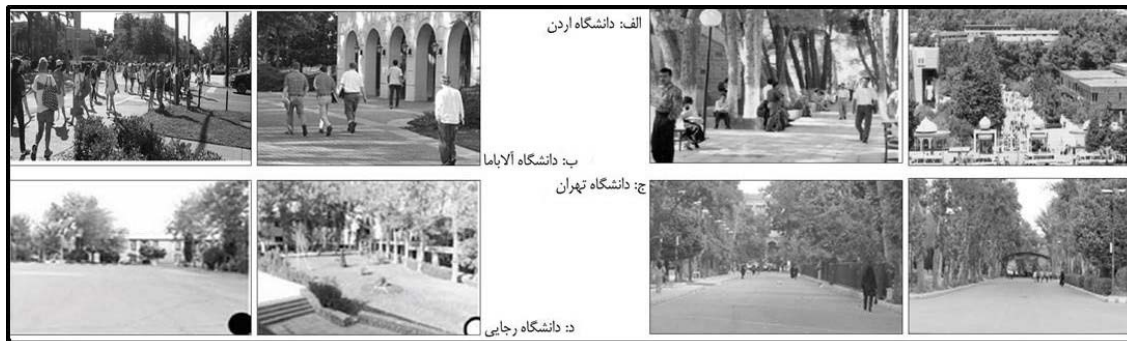 الف: دانشگاه اردن
ب: دانشگاه آلاباما
ج: دانشگاه تهران
د: دانشگاه رجایی